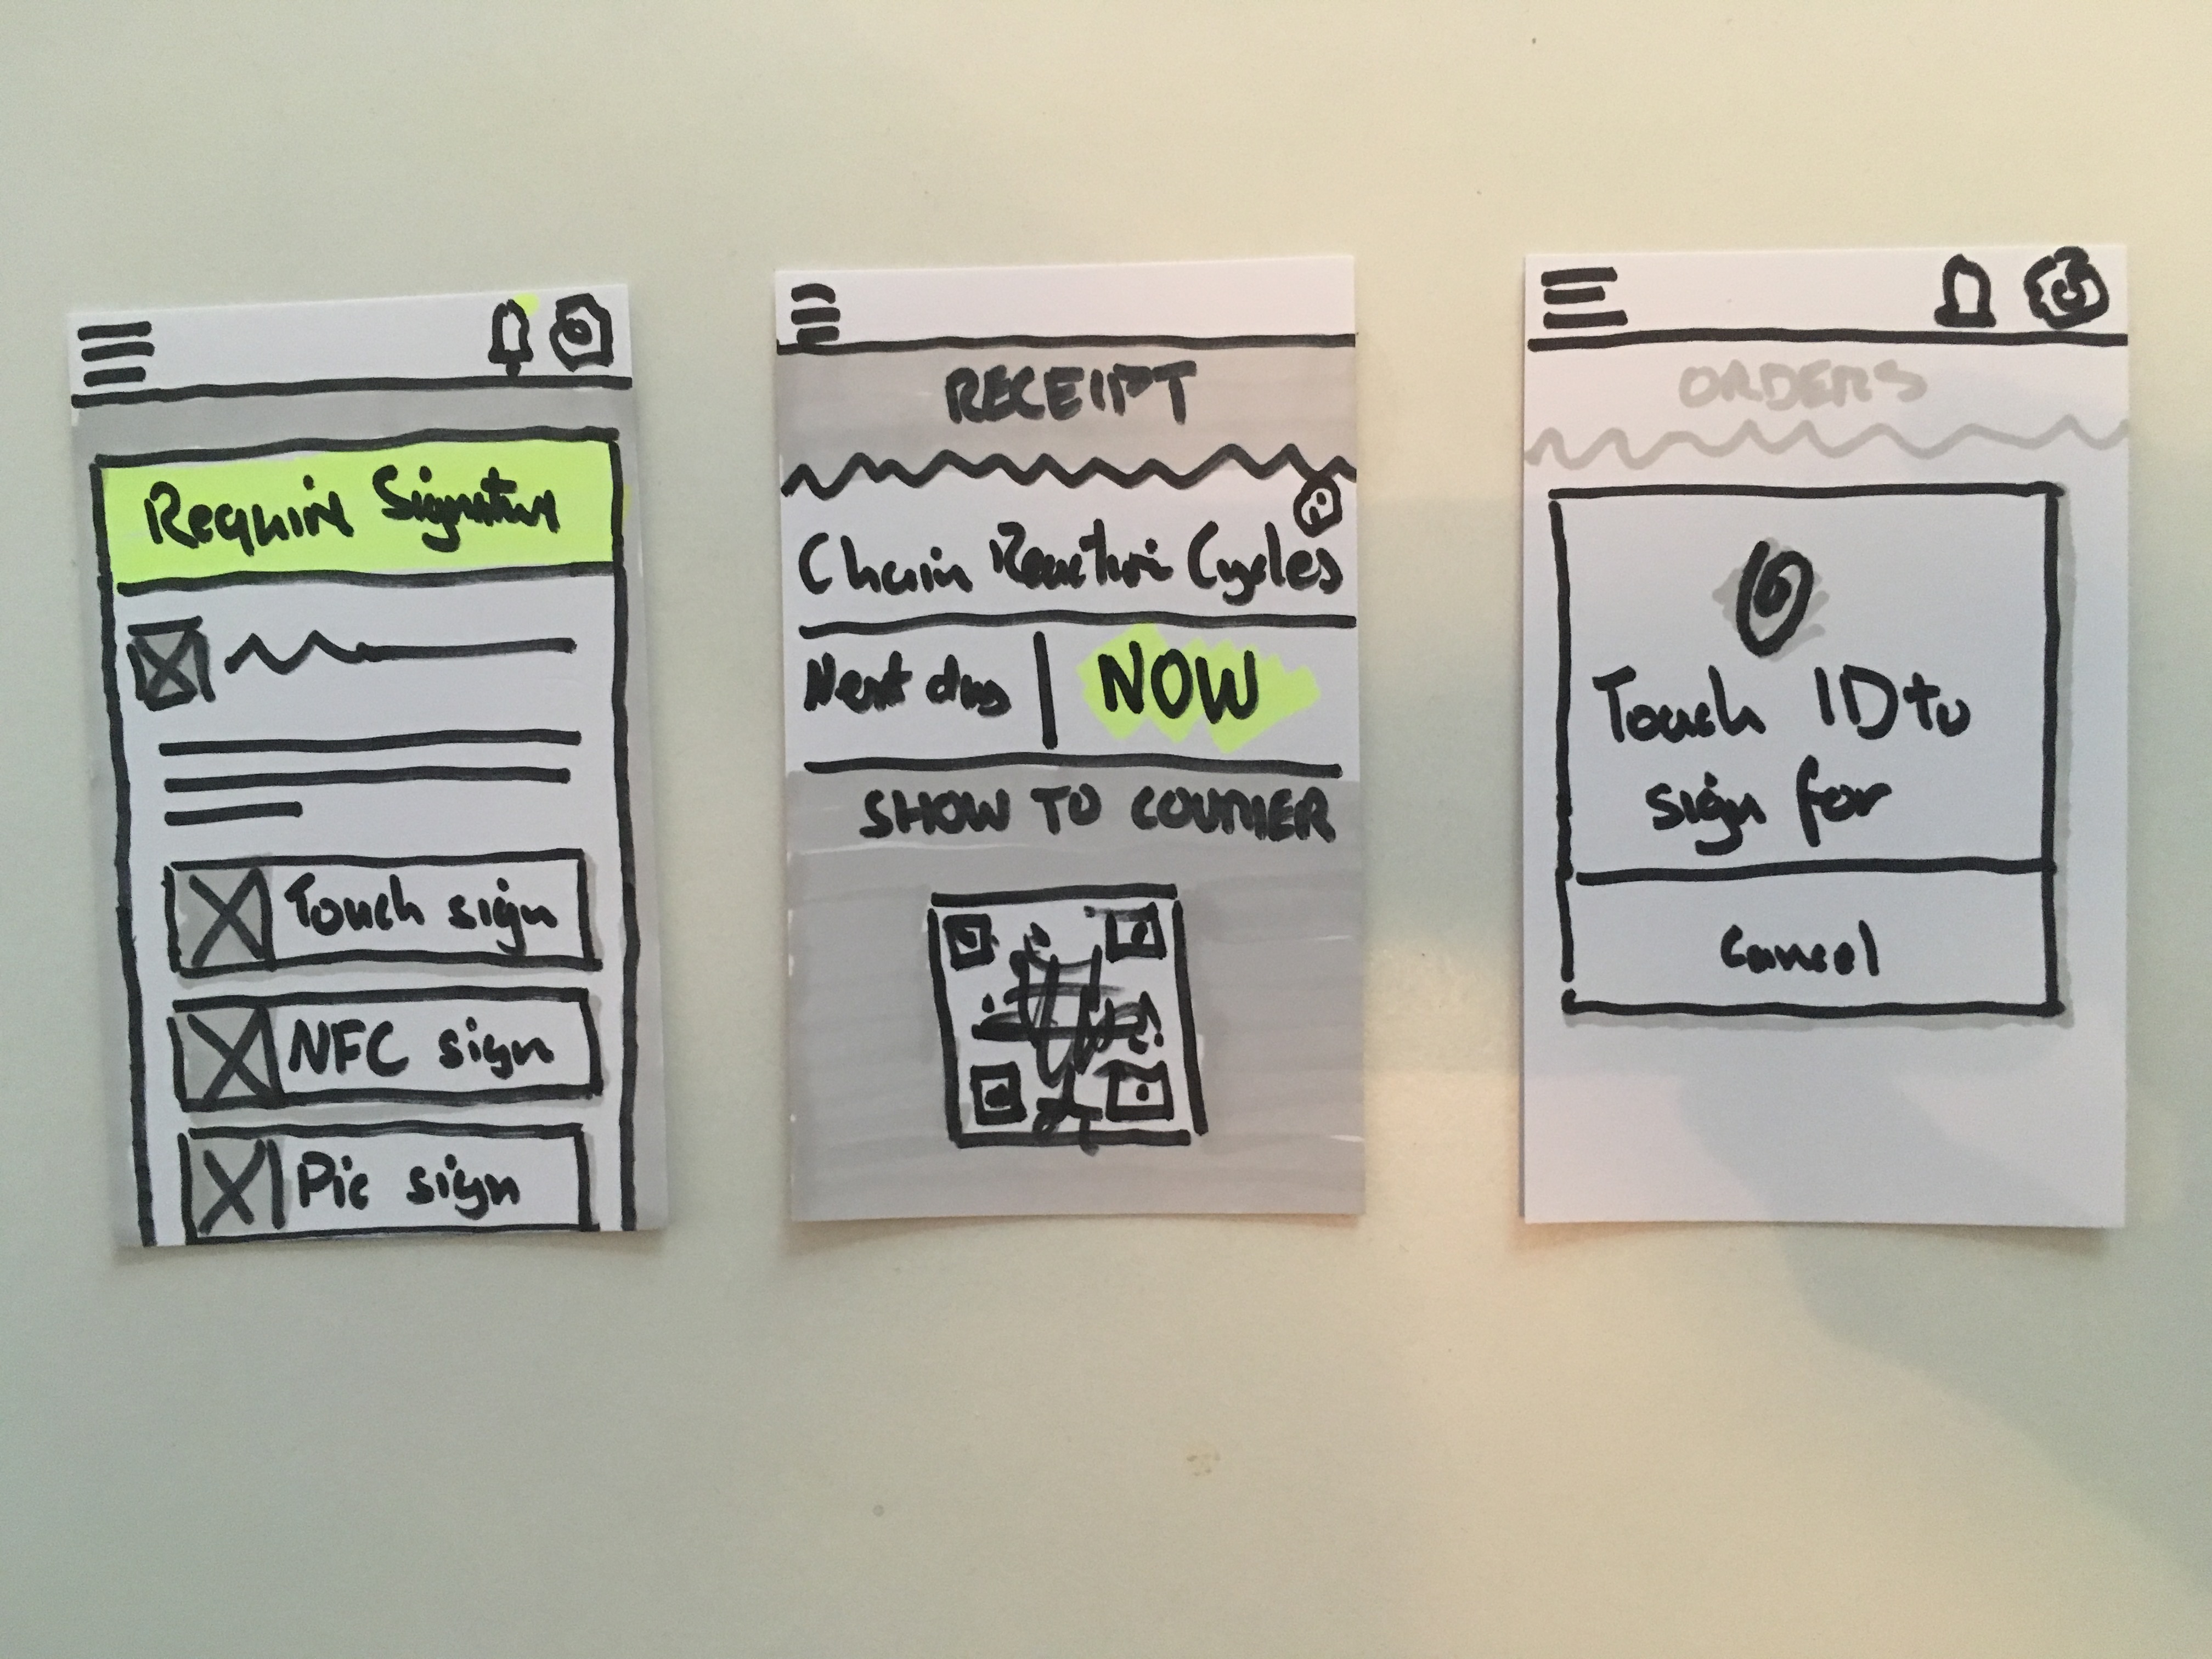 Require Signature
Touch sign
NFC sign
Pic sign
RECEIPT
Chain Reaction Cycles
Next day | NOW
SHOW TO COURIER
ORDERS
Touch ID to
sign for
Cancel